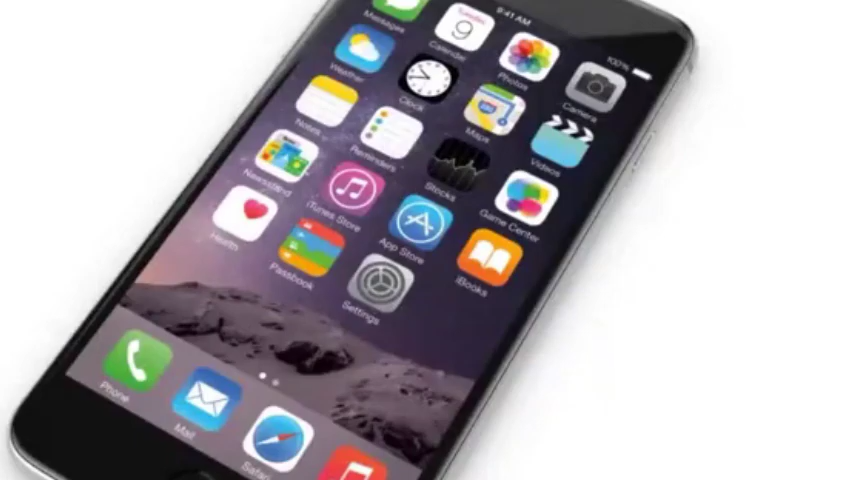 9:41 AM
100%
Messages
Tuesday
9
Calendar
Photos
Camera
Weather
Clock
Maps
Videos
Notes
Reminders
Stocks
Game Center
Newsstand
iTunes Store
App Store
iBooks
Health
Passbook
Settings
Phone
Mail
Safari